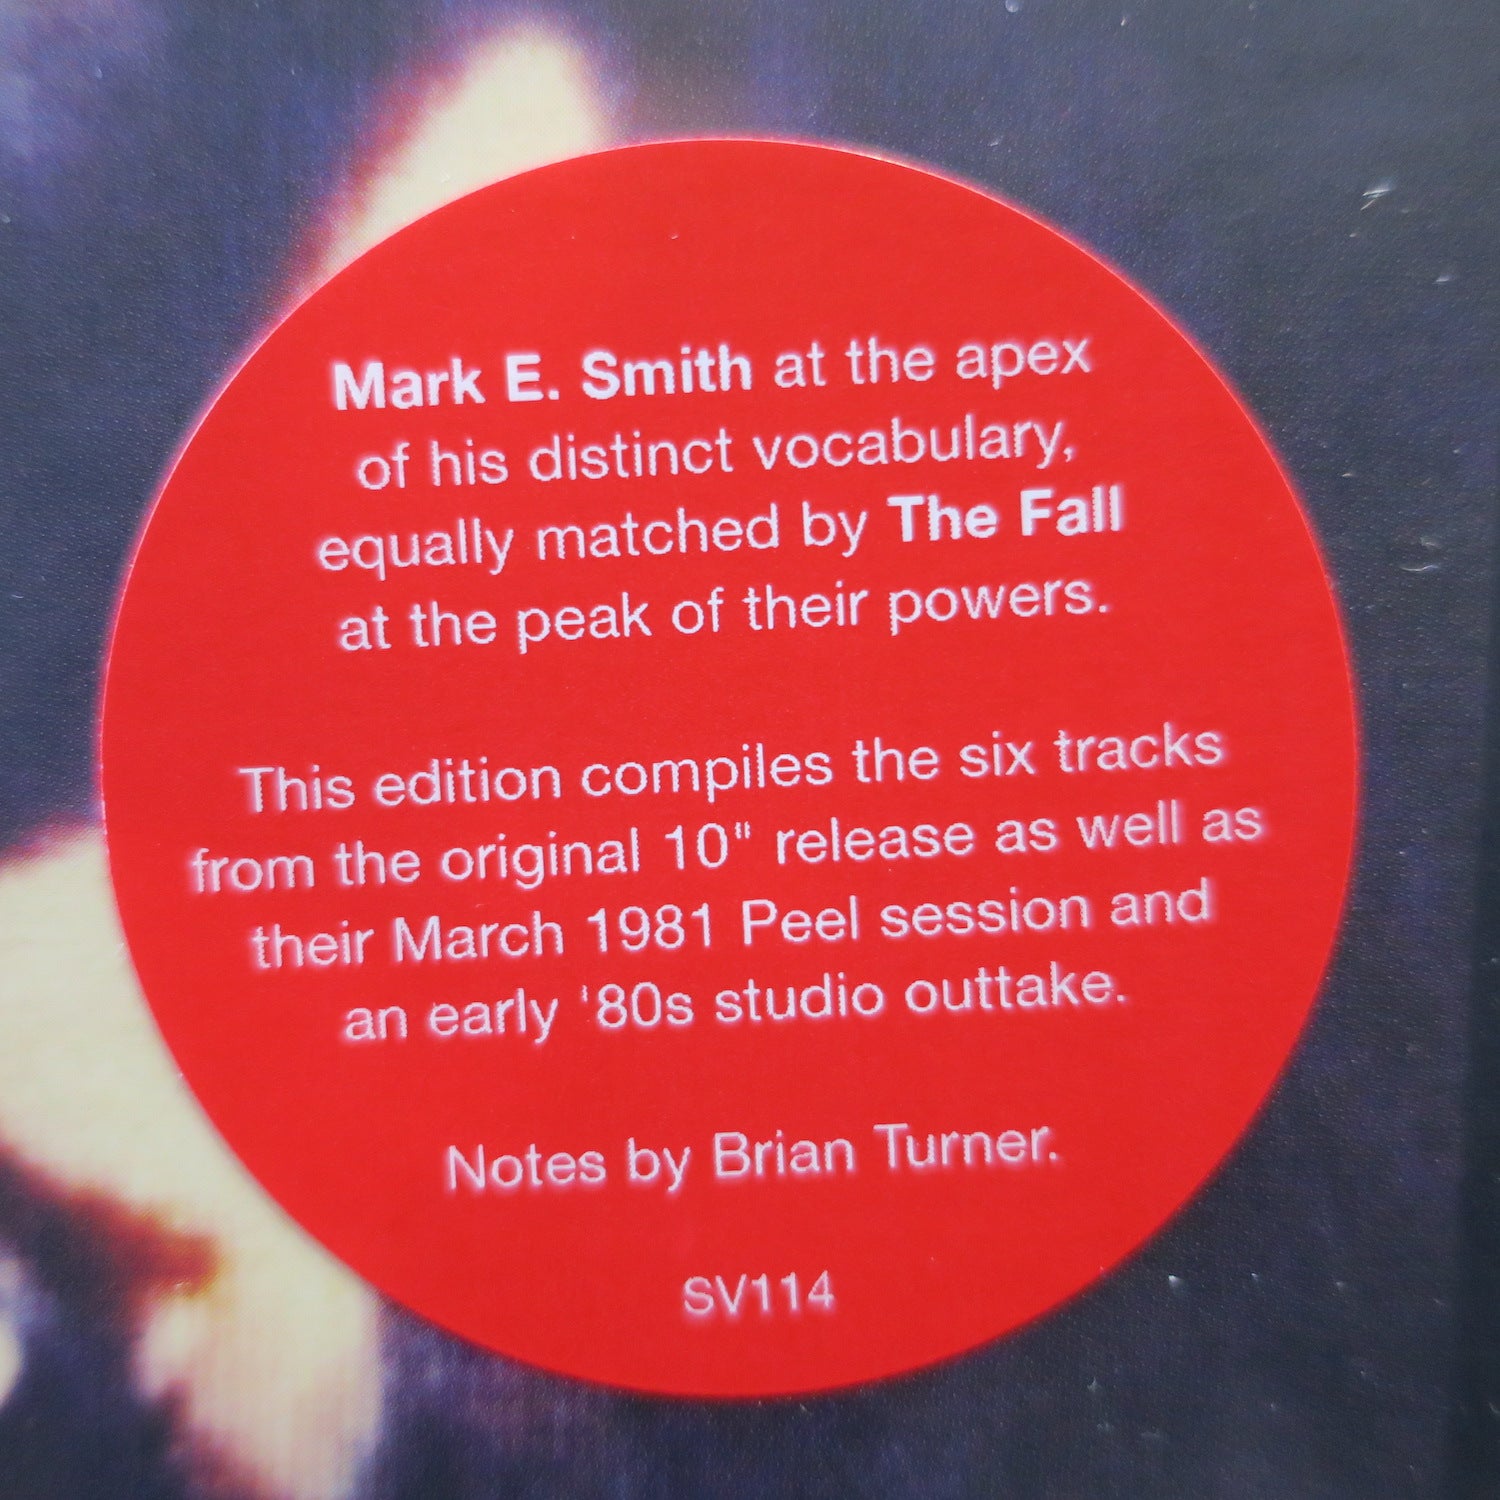 Mark E. Smith at the apex
of his distinct vocabulary,
equally matched by The Fall
at the peak of their powers.
This edition compiles the six tracks
from the original 10" release as well as
their March 1981 Peel session and
an early '80s studio outtake.
Notes by Brian Turner.
SV114